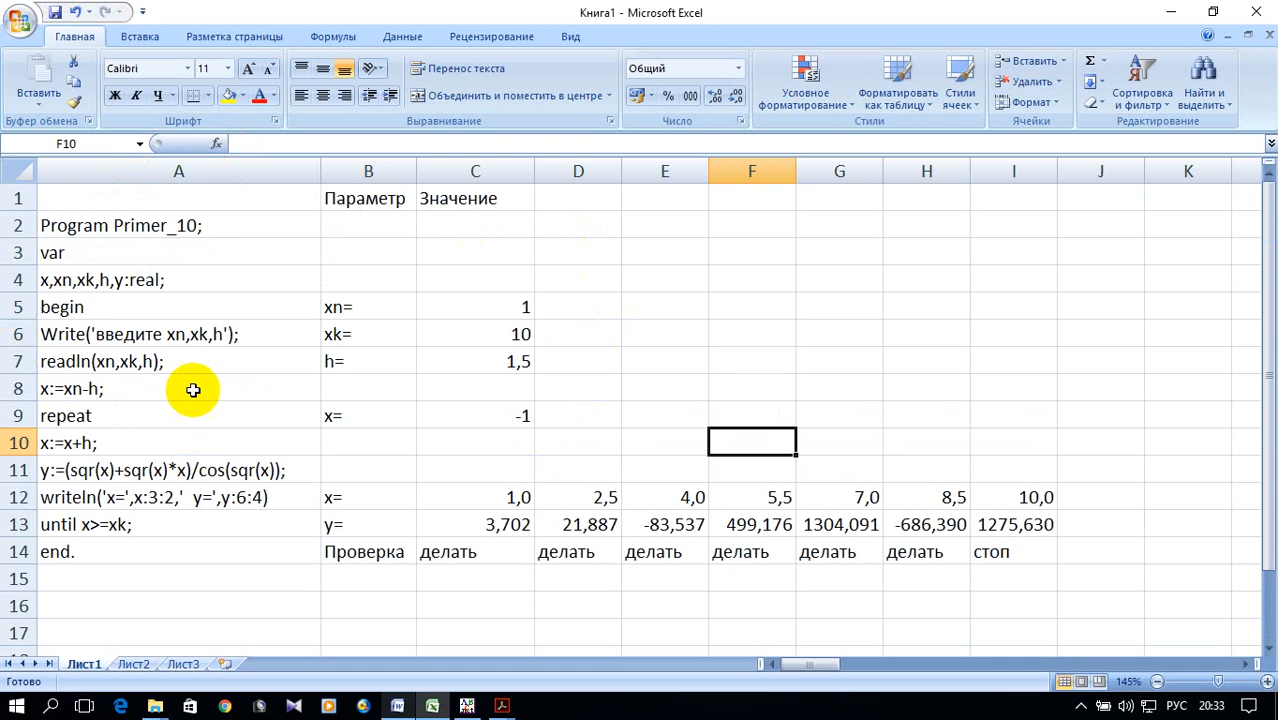 Книга1 - Microsoft Excel
Главная Вставка Разметка страницы Формулы Данные Рецензирование Вид
Вставить
Буфер обмена
Calibri 11
Ж К Ч
Шрифт
Перенос текста
Объединить и поместить в центре
Выравнивание
Общий
% 000
Число
Условное форматирование
Форматировать как таблицу
Стили ячеек
Стили
Вставить
Удалить
Формат
Ячейки
Σ
Сортировка и фильтр
Найти и выделить
Редактирование
F10 fx
A B C D E F G H I J K
1 Параметр Значение
2 Program Primer_10;
3 var
4 x,xn,xk,h,y:real;
5 begin xn= 1
6 Write('введите xn,xk,h'); xk= 10
7 readln(xn,xk,h); h= 1,5
8 x:=xn-h;
9 repeat x= -1
10 x:=x+h;
11 y:=(sqr(x)+sqr(x)*x)/cos(sqr(x));
12 writeln('x=',x:3:2,' y=',y:6:4) x= 1,0 2,5 4,0 5,5 7,0 8,5 10,0
13 until x>=xk; y= 3,702 21,887 -83,537 499,176 1304,091 -686,390 1275,630
14 end. Проверка делать делать делать делать делать делать стоп
15
16
17
Лист1 Лист2 Лист3
Готово 145%
РУС 20:33